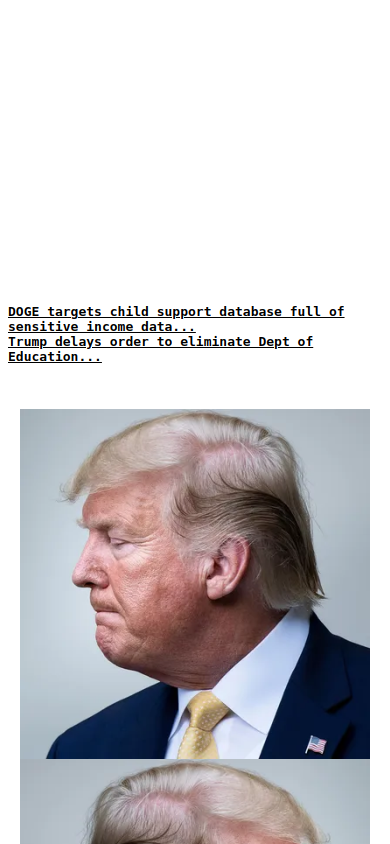 DOGE targets child support database full of
sensitive income data...
Trump delays order to eliminate Dept of
Education...